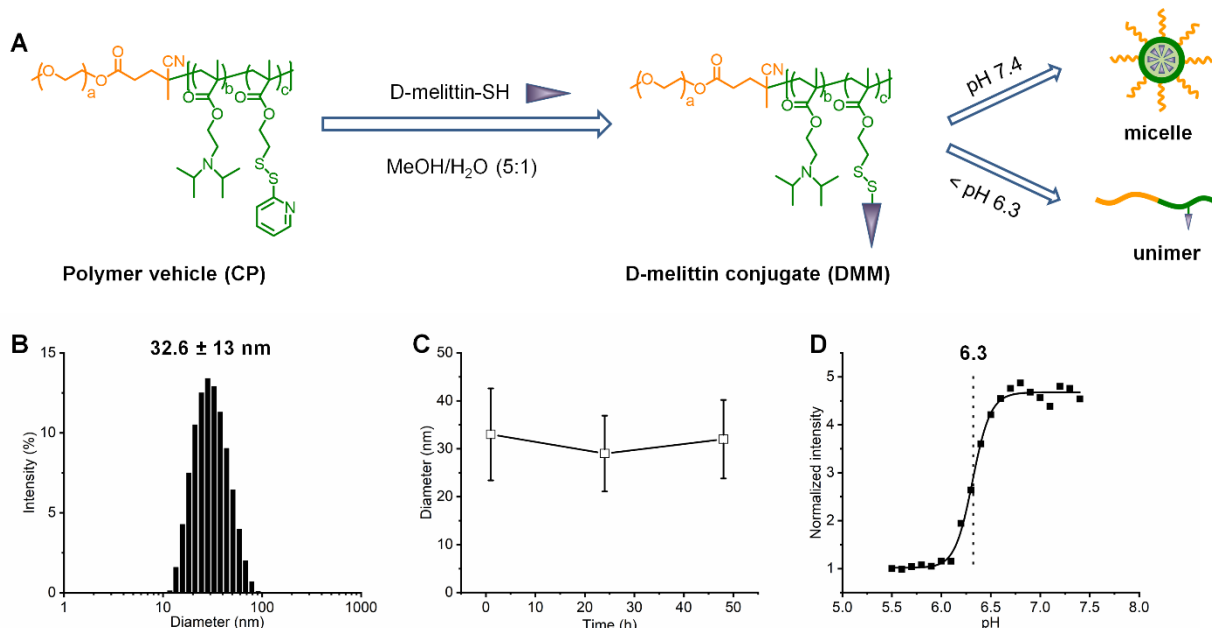 A
O
a
O
O
CN
b
c
O
O
O
O
N
S
S
N
D-melittin-SH
MeOH/H₂O (5:1)
O
a
O
O
CN
b
c
O
O
O
O
N
S
S
pH 7.4
< pH 6.3
micelle
unimer
Polymer vehicle (CP)
D-melittin conjugate (DMM)
B
32.6 ± 13 nm
15
10
5
0
Intensity (%)
1
10
100
1000
Diameter (nm)
C
50
40
30
20
10
0
Diameter (nm)
0
10
20
30
40
50
Time (h)
D
6.3
5
4
3
2
1
Normalized intensity
5.0
5.5
6.0
6.5
7.0
7.5
8.0
pH